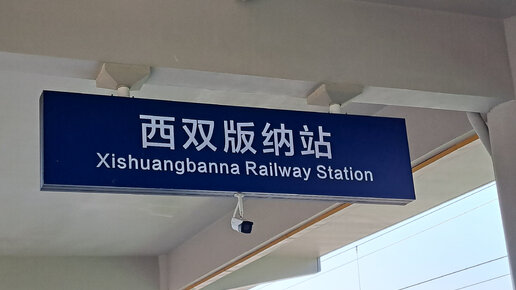 西双版纳站
Xishuangbanna Railway Station